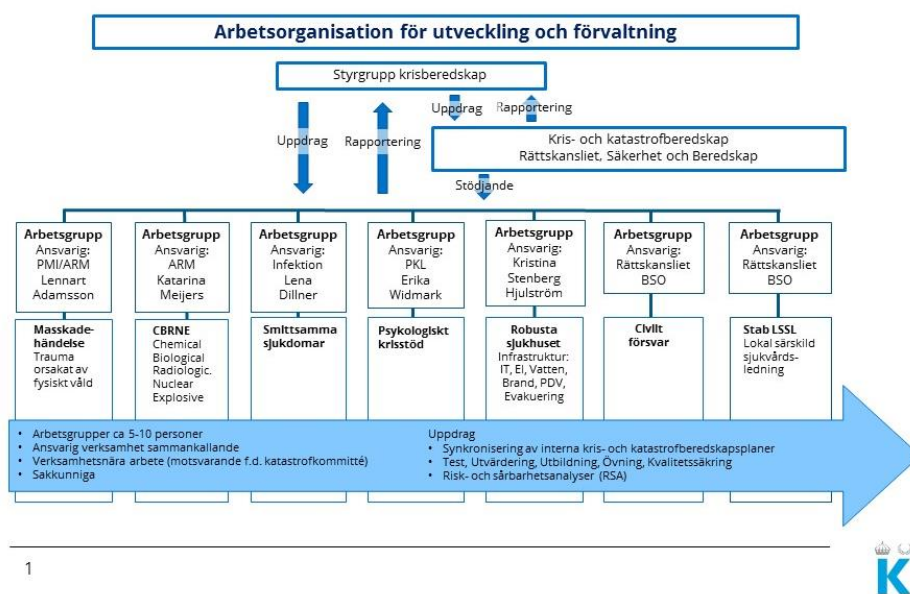 Arbetsorganisation för utveckling och förvaltning
Styrgrupp krisberedskap
Uppdrag
Rapportering
Uppdrag
Rapportering
Kris- och katastrofberedskap
Rättskansliet, Säkerhet och Beredskap
Stödjande
Arbetsgrupp
Ansvarig:
PMI/ARM
Lennart
Adamsson
Arbetsgrupp
Ansvarig:
ARM
Katarina
Meijers
Arbetsgrupp
Ansvarig:
Infektion
Lena
Dillner
Arbetsgrupp
Ansvarig:
PKL
Erika
Widmark
Arbetsgrupp
Ansvarig:
Kristina
Stenberg
Hjulström
Arbetsgrupp
Ansvarig:
Rättskansliet
BSO
Arbetsgrupp
Ansvarig:
Rättskansliet
BSO
Masskade-
händelse
Trauma
orsakat av
fysiskt våld
CBRNE
Chemical
Biological
Radiologic.
Nuclear
Explosive
Smittsamma
sjukdomar
Psykologiskt
krisstöd
Robusta
sjukhuset
Infrastruktur:
IT, El, Vatten,
Brand, PDV,
Evakuering
Civilt
försvar
Stab LSSL
Lokal särskild
sjukvårds-
ledning
• Arbetsgrupper ca 5-10 personer
• Ansvarig verksamhet sammankallande
• Verksamhetsnära arbete (motsvarande f.d. katastrofkommitté)
• Sakkunniga
Uppdrag
• Synkronisering av interna kris- och katastrofberedskapsplaner
• Test, Utvärdering, Utbildning, Övning, Kvalitetssäkring
• Risk- och sårbarhetsanalyser (RSA)
1
K